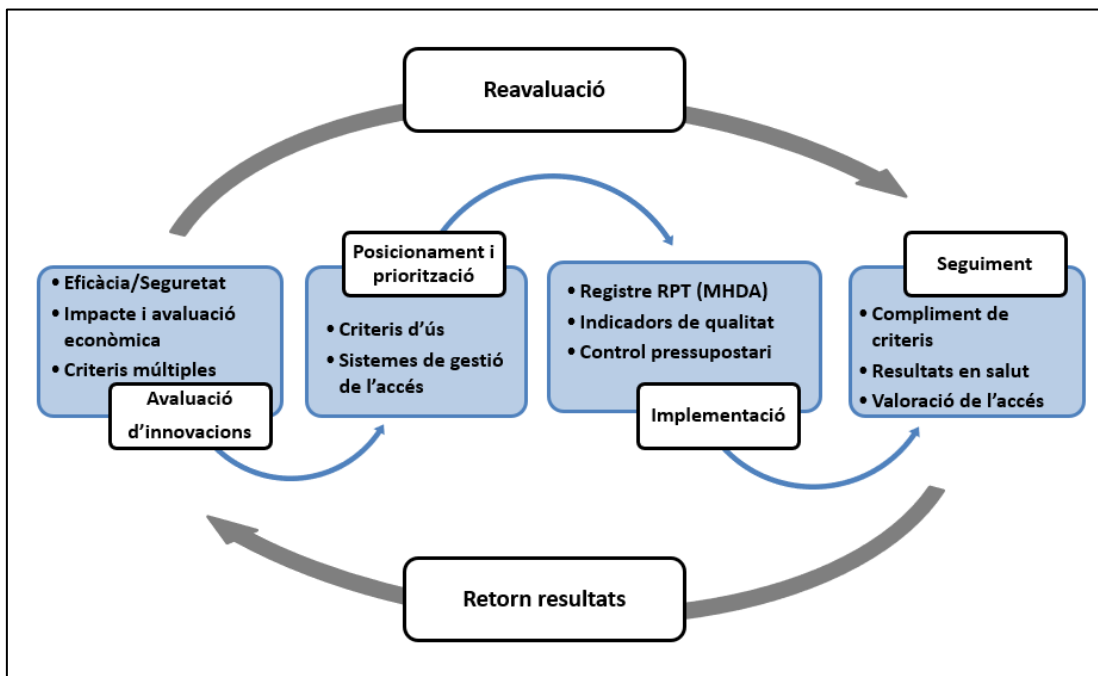 Reavaluació
• Eficàcia/Seguretat
• Impacte i avaluació
econòmica
• Criteris múltiples
Avaluació
d’innovacions
Posicionament i
priorització
• Criteris d’ús
• Sistemes de gestió
de l’accés
• Registre RPT (MHDA)
• Indicadors de qualitat
• Control pressupostari
Implementació
Seguiment
• Compliment de
criteris
• Resultats en salut
• Valoració de l’accés
Retorn resultats